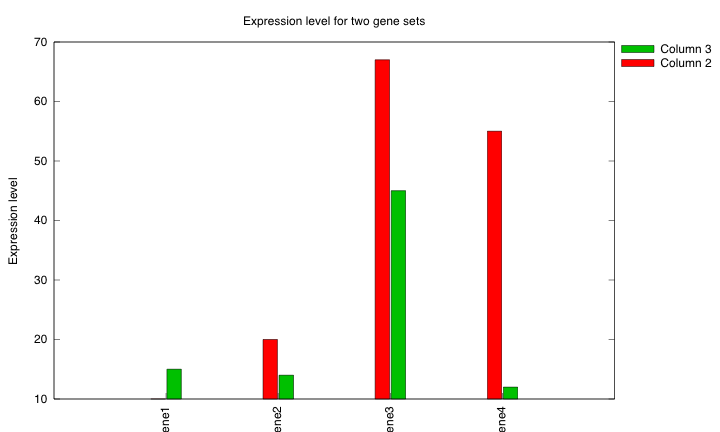 Expression level for two gene sets
Column 3
Column 2
70
60
50
40
30
20
10
Expression level
ene1
ene2
ene3
ene4